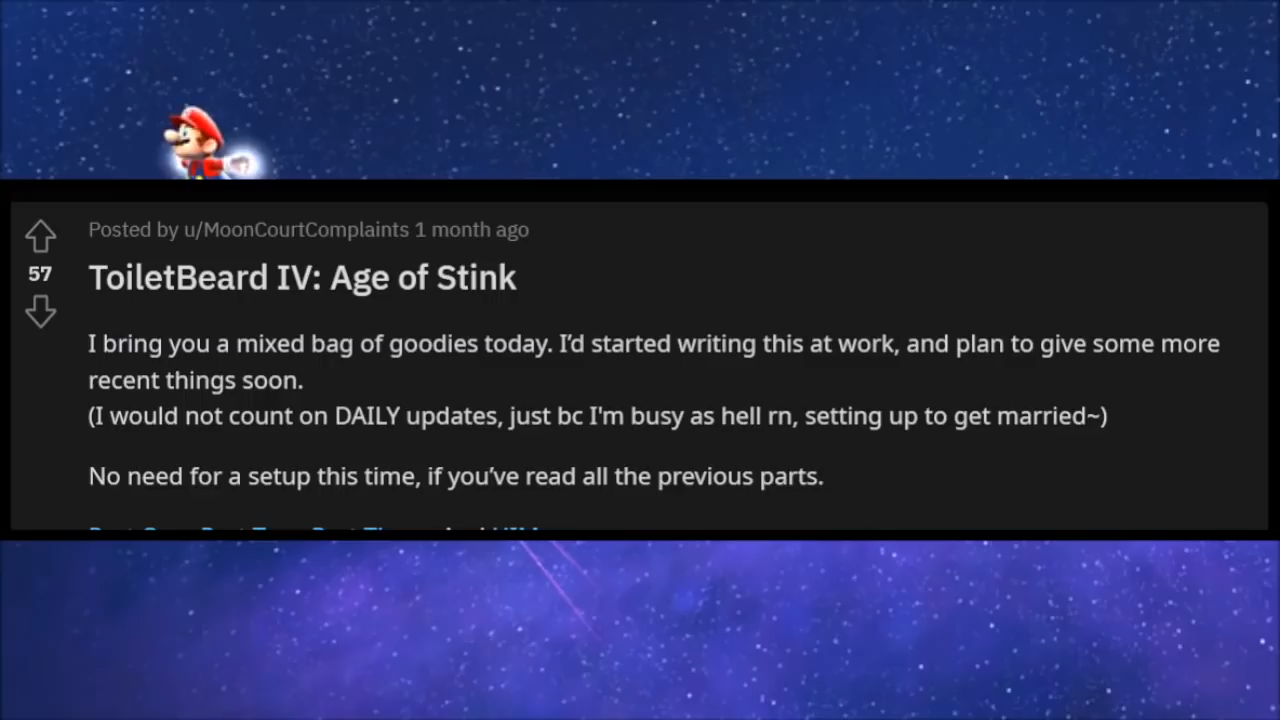 Posted by u/MoonCourtComplaints 1 month ago
57
ToiletBeard IV: Age of Stink
I bring you a mixed bag of goodies today. I’d started writing this at work, and plan to give some more
recent things soon.
(I would not count on DAILY updates, just bc I'm busy as hell rn, setting up to get married~)
No need for a setup this time, if you’ve read all the previous parts.